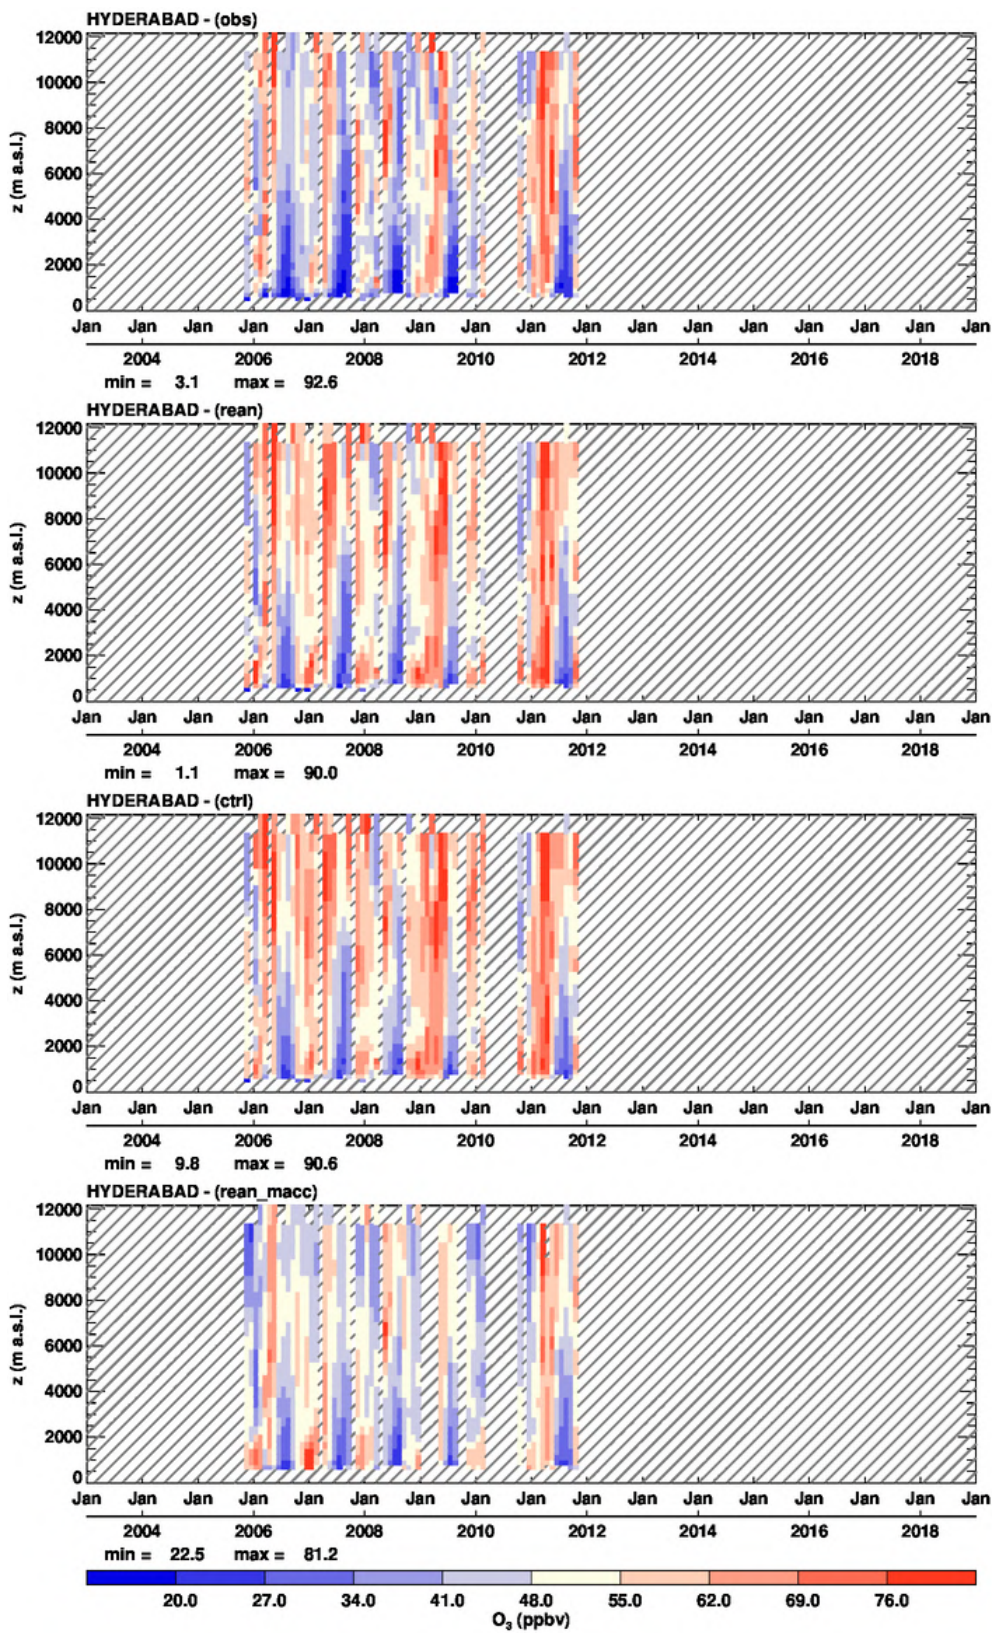 HYDERABAD - (obs)
12000
10000
8000
6000
4000
2000
0
z (m a.s.l.)
Jan Jan Jan Jan Jan Jan Jan Jan Jan Jan Jan Jan Jan Jan Jan Jan Jan
2004 2006 2008 2010 2012 2014 2016 2018
min = 3.1 max = 92.6
HYDERABAD - (rean)
12000
10000
8000
6000
4000
2000
0
z (m a.s.l.)
Jan Jan Jan Jan Jan Jan Jan Jan Jan Jan Jan Jan Jan Jan Jan Jan Jan
2004 2006 2008 2010 2012 2014 2016 2018
min = 1.1 max = 90.0
HYDERABAD - (ctrl)
12000
10000
8000
6000
4000
2000
0
z (m a.s.l.)
Jan Jan Jan Jan Jan Jan Jan Jan Jan Jan Jan Jan Jan Jan Jan Jan Jan
2004 2006 2008 2010 2012 2014 2016 2018
min = 9.8 max = 90.6
HYDERABAD - (rean_macc)
12000
10000
8000
6000
4000
2000
0
z (m a.s.l.)
Jan Jan Jan Jan Jan Jan Jan Jan Jan Jan Jan Jan Jan Jan Jan Jan Jan
2004 2006 2008 2010 2012 2014 2016 2018
min = 22.5 max = 81.2
20.0 27.0 34.0 41.0 48.0 55.0 62.0 69.0 76.0
O₃ (ppbv)